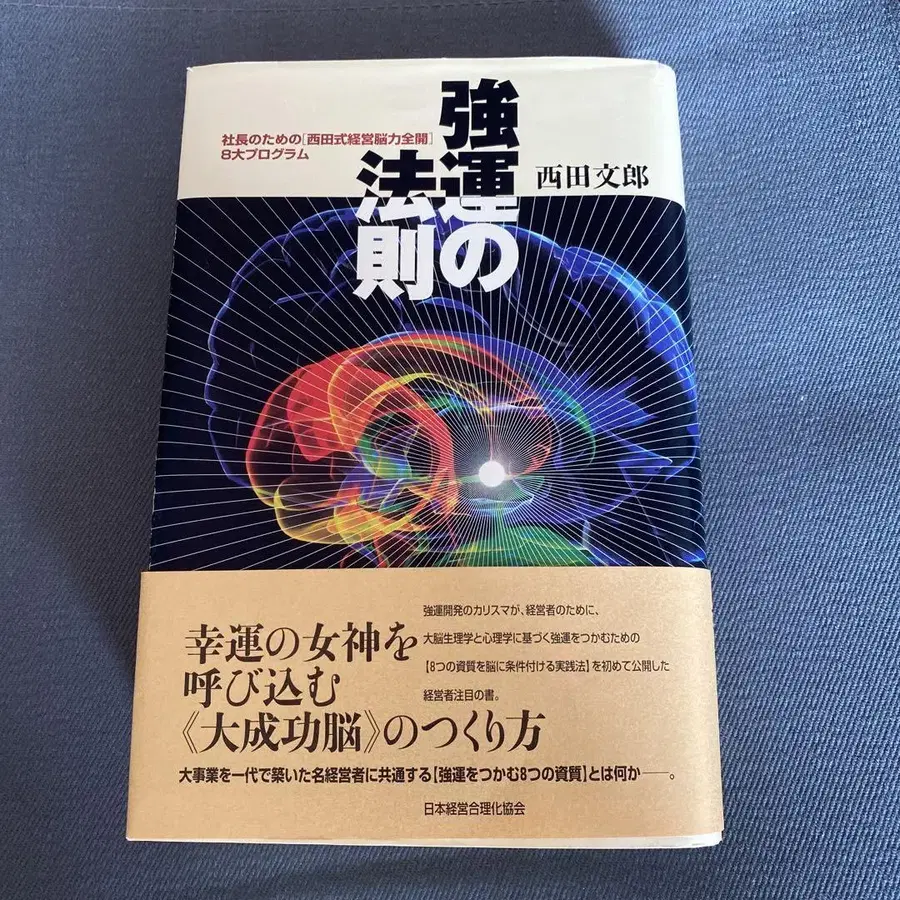 社長のための[西田式経営脳力全開]
8大プログラム
強運の
法則
西田文郎
幸運の女神を
呼び込む
《大成功脳》のつくり方
強運開発のカリスマが、経営者のために、
大脳生理学と心理学に基づく強運をつかむための
【8つの資質を脳に条件付ける実践法】を初めて公開した
経営者注目の書。
大事業を一代で築いた名経営者に共通する【強運をつかむ8つの資質】とは何か――。
日本経営合理化協会